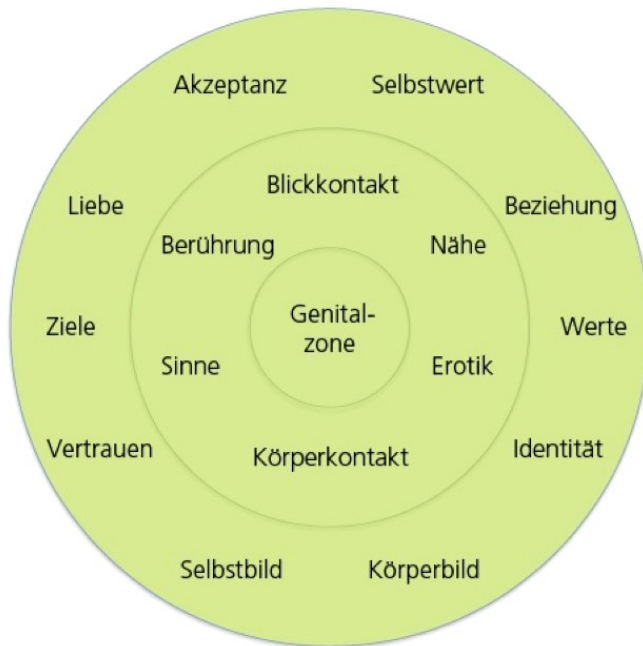 Akzeptanz Selbstwert
Blickkontakt
Liebe Beziehung
Berührung Nähe
Genital-
zone
Ziele Werte
Sinne Erotik
Vertrauen Körperkontakt Identität
Selbstbild Körperbild